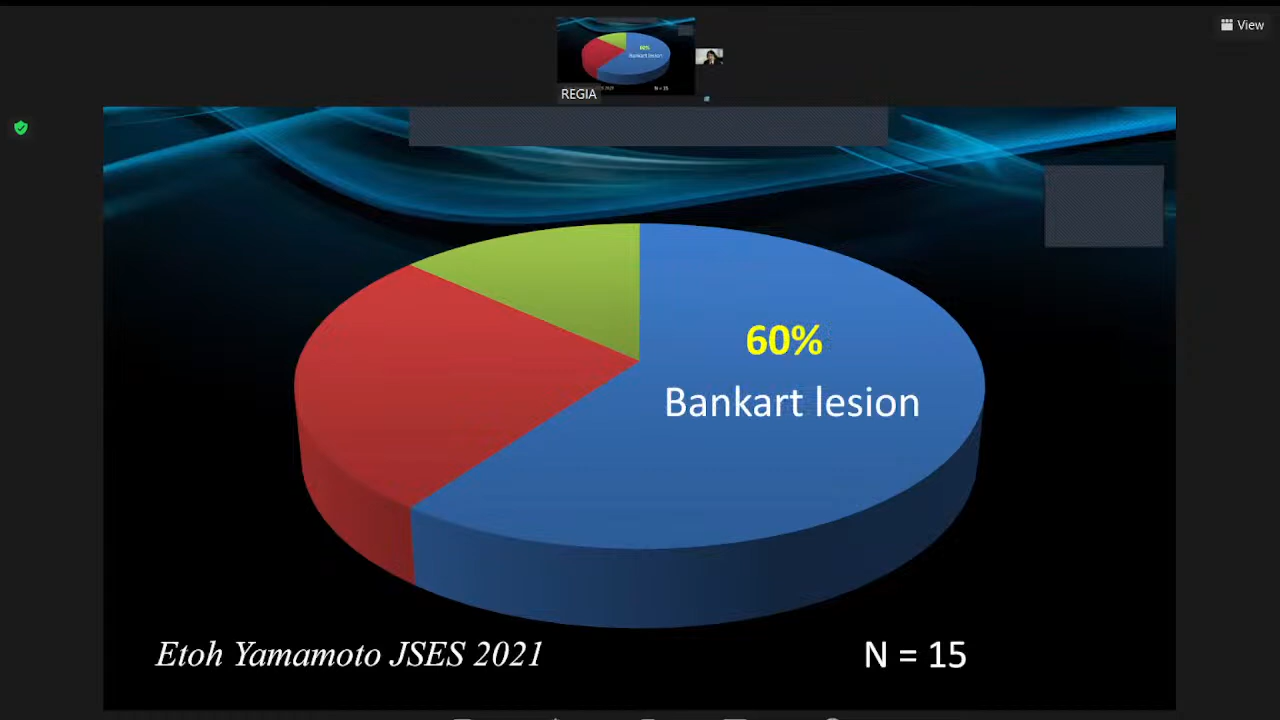 View
REGIA
60%
Bankart lesion
Etoh Yamamoto JSES 2021
N = 15